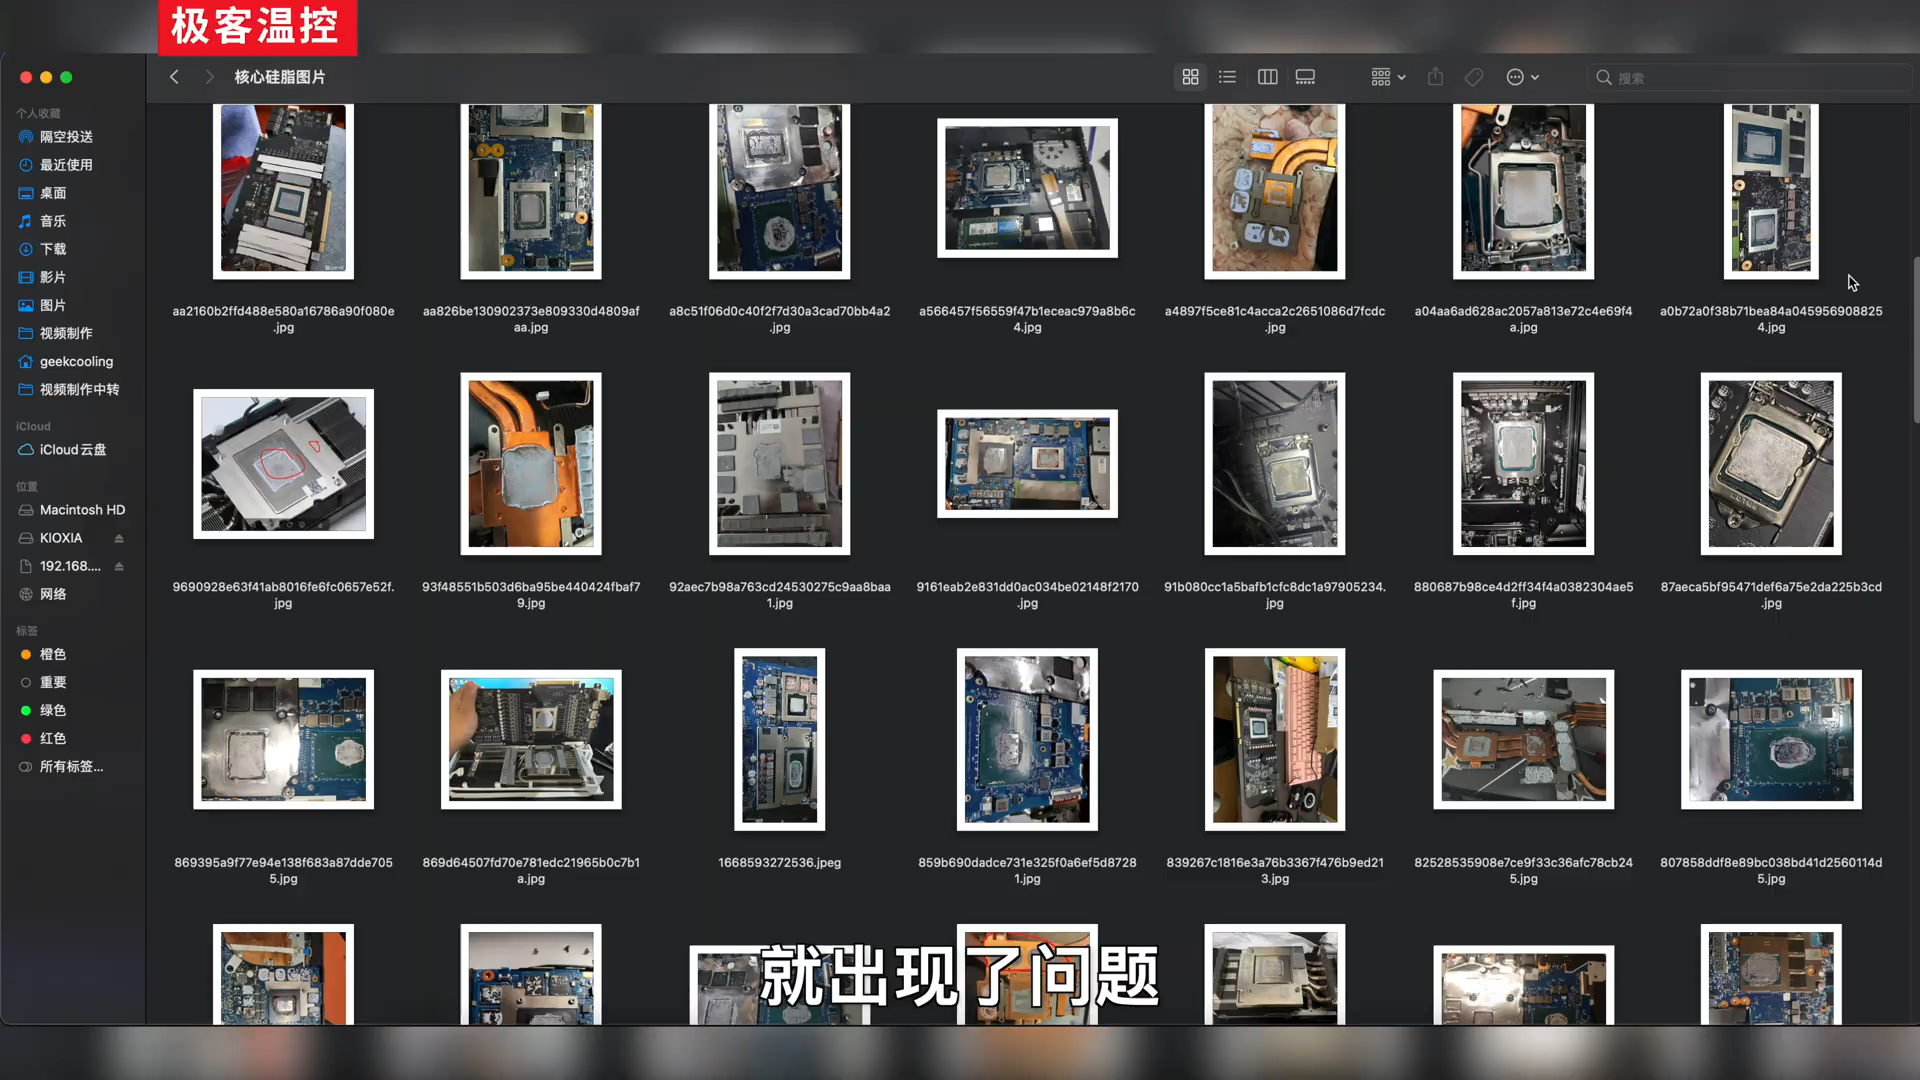 极客温控
核心硅脂图片
搜索
个人收藏
隔空投送
最近使用
桌面
音乐
下载
影片
图片
视频制作
geekcooling
视频制作中转
iCloud
iCloud云盘
位置
Macintosh HD
KIOXIA
192.168....
网络
标签
橙色
重要
绿色
红色
所有标签...
aa2160b2ffd488e580a16786a90f080e
.jpg
aa826be130902373e809330d4809af
aa.jpg
a8c51f06d0c40f2f7d30a3cad70bb4a2
.jpg
a566457f56559f47b1eceac979a8b6c
4.jpg
a4897f5ce81c4acca2c2651086d7fcdc
.jpg
a04aa6ad628ac2057a813e72c4e69f4
a.jpg
a0b72a0f38b71bea84a045956908825
4.jpg
9690928e63f41ab8016fe6fc0657e52f.
jpg
93f48551b503d6ba95be440424fbaf7
9.jpg
92aec7b98a763cd24530275c9aa8baa
1.jpg
9161eab2e831dd0ac034be02148f2170
.jpg
91b080cc1a5bafb1cfc8dc1a97905234.
jpg
880687b98ce4d2ff34f4a0382304ae5
f.jpg
87aeca5bf95471def6a75e2da225b3cd
.jpg
869395a9f77e94e138f683a87dde705
5.jpg
869d64507fd70e781edc21965b0c7b1
a.jpg
1668593272536.jpeg
859b690dadce731e325f0a6ef5d8728
1.jpg
839267c1816e3a76b3367f476b9ed21
3.jpg
82528535908e7ce9f33c36afc78cb24
5.jpg
807858ddf8e89bc038bd41d2560114d
5.jpg
就出现了问题